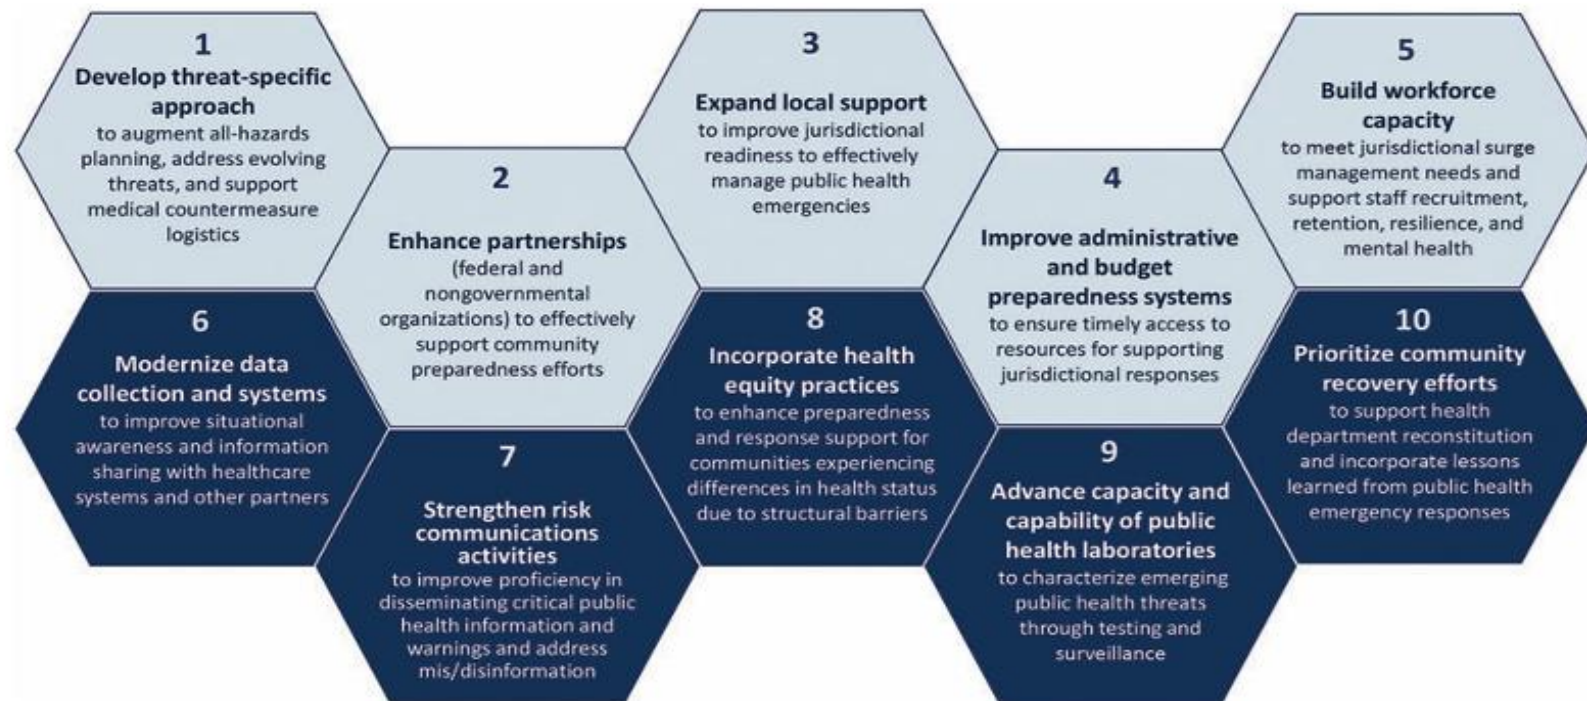 1
Develop threat-specific
approach
to augment all-hazards
planning, address evolving
threats, and support
medical countermeasure
logistics
2
Enhance partnerships
(federal and
nongovernmental
organizations) to effectively
support community
preparedness efforts
3
Expand local support
to improve jurisdictional
readiness to effectively
manage public health
emergencies
4
Improve administrative
and budget
preparedness systems
to ensure timely access to
resources for supporting
jurisdictional responses
5
Build workforce
capacity
to meet jurisdictional surge
management needs and
support staff recruitment,
retention, resilience, and
mental health
6
Modernize data
collection and systems
to improve situational
awareness and information
sharing with healthcare
systems and other partners
7
Strengthen risk
communications
activities
to improve proficiency in
disseminating critical public
health information and
warnings and address
mis/disinformation
8
Incorporate health
equity practices
to enhance preparedness
and response support for
communities experiencing
differences in health status
due to structural barriers
9
Advance capacity and
capability of public
health laboratories
to characterize emerging
public health threats
through testing and
surveillance
10
Prioritize community
recovery efforts
to support health
department reconstitution
and incorporate lessons
learned from public health
emergency responses